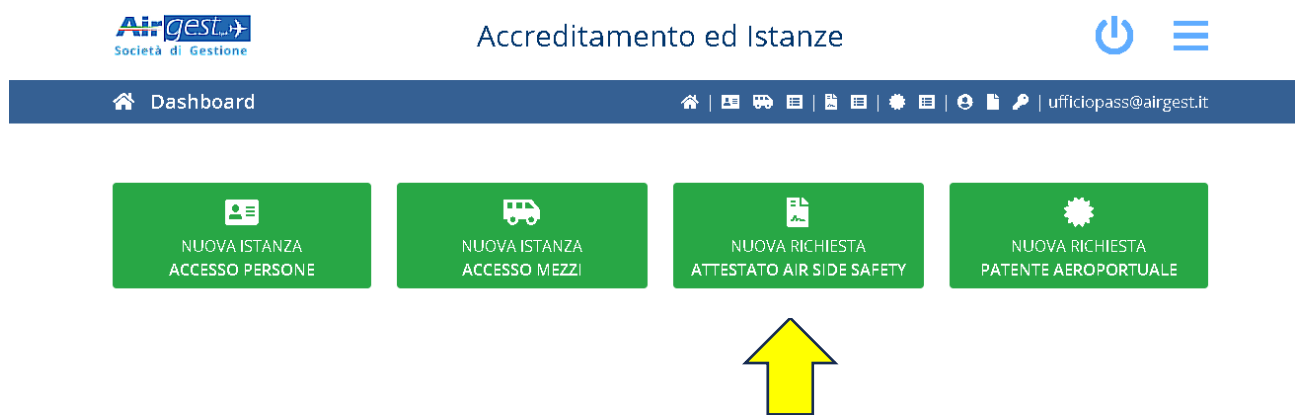 Airgest
Società di Gestione
Accreditamento ed Istanze
Dashboard
| | | | | ufficiopass@airgest.it
NUOVA ISTANZA
ACCESSO PERSONE
NUOVA ISTANZA
ACCESSO MEZZI
NUOVA RICHIESTA
ATTESTATO AIR SIDE SAFETY
NUOVA RICHIESTA
PATENTE AEROPORTUALE